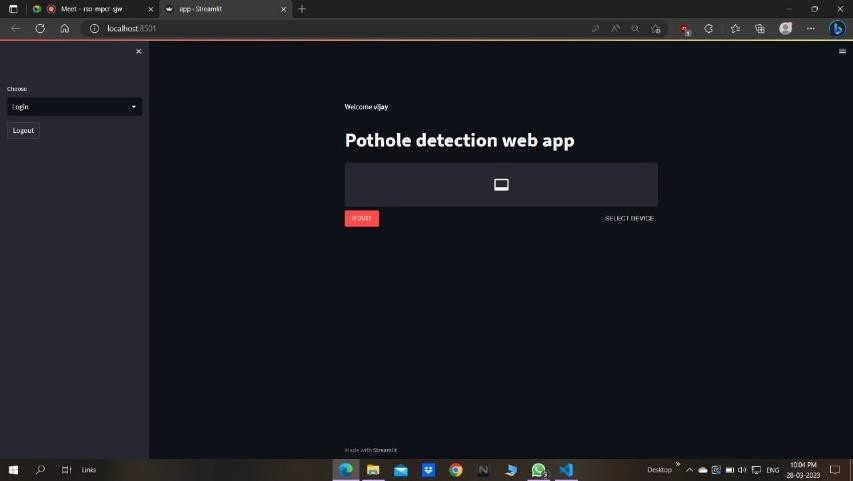 Meet - rso-mpcr-sjw
app · Streamlit
localhost:8501
Choose
Login
Logout
Welcome vijay
Pothole detection web app
START
SELECT DEVICE
Made with Streamlit
Links
Desktop
ENG
10:04 PM
28-03-2023